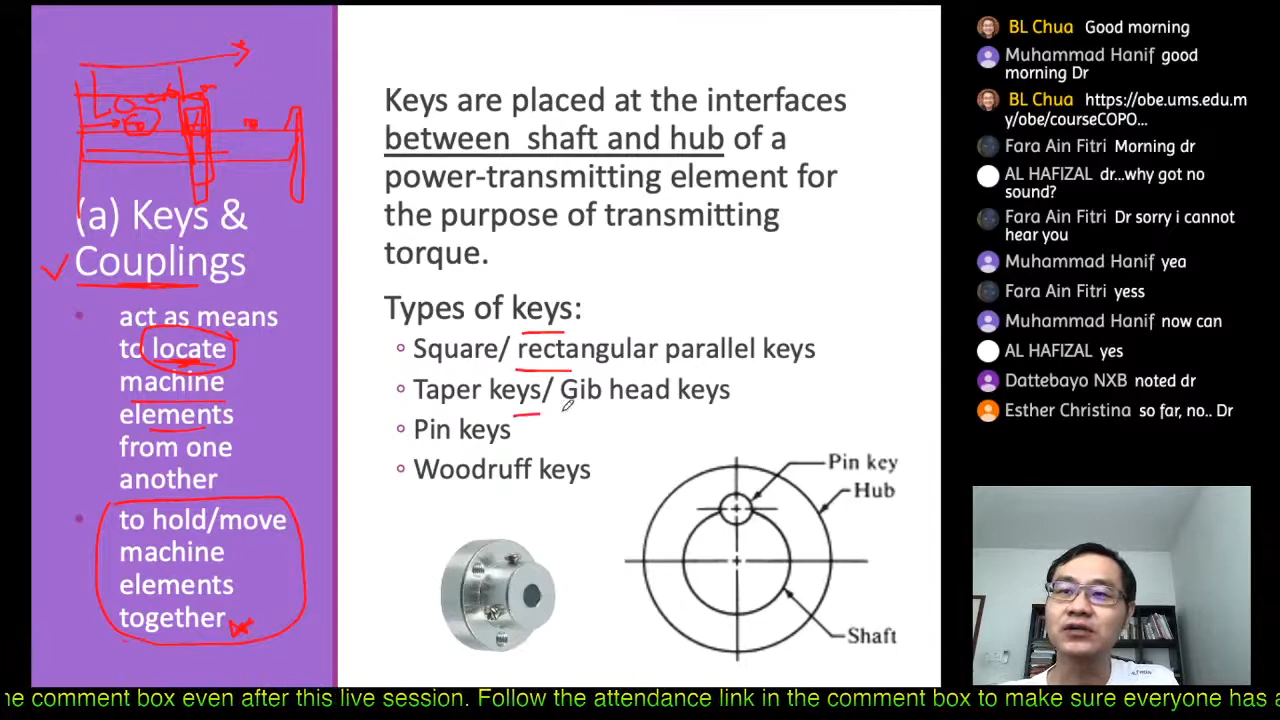 (a) Keys &
Couplings
act as means
to locate
machine
elements
from one
another
to hold/move
machine
elements
together
Keys are placed at the interfaces
between shaft and hub of a
power-transmitting element for
the purpose of transmitting
torque.
Types of keys:
Square/ rectangular parallel keys
Taper keys/ Gib head keys
Pin keys
Woodruff keys
Pin key
Hub
Shaft
BL Chua Good morning
Muhammad Hanif good
morning Dr
BL Chua https://obe.ums.edu.m
y/obe/courseCOPO...
Fara Ain Fitri Morning dr
AL HAFIZAL dr...why got no
sound?
Fara Ain Fitri Dr sorry i cannot
hear you
Muhammad Hanif yea
Fara Ain Fitri yess
Muhammad Hanif now can
AL HAFIZAL yes
Dattebayo NXB noted dr
Esther Christina so far, no.. Dr
he comment box even after this live session. Follow the attendance link in the comment box to make sure everyone has a